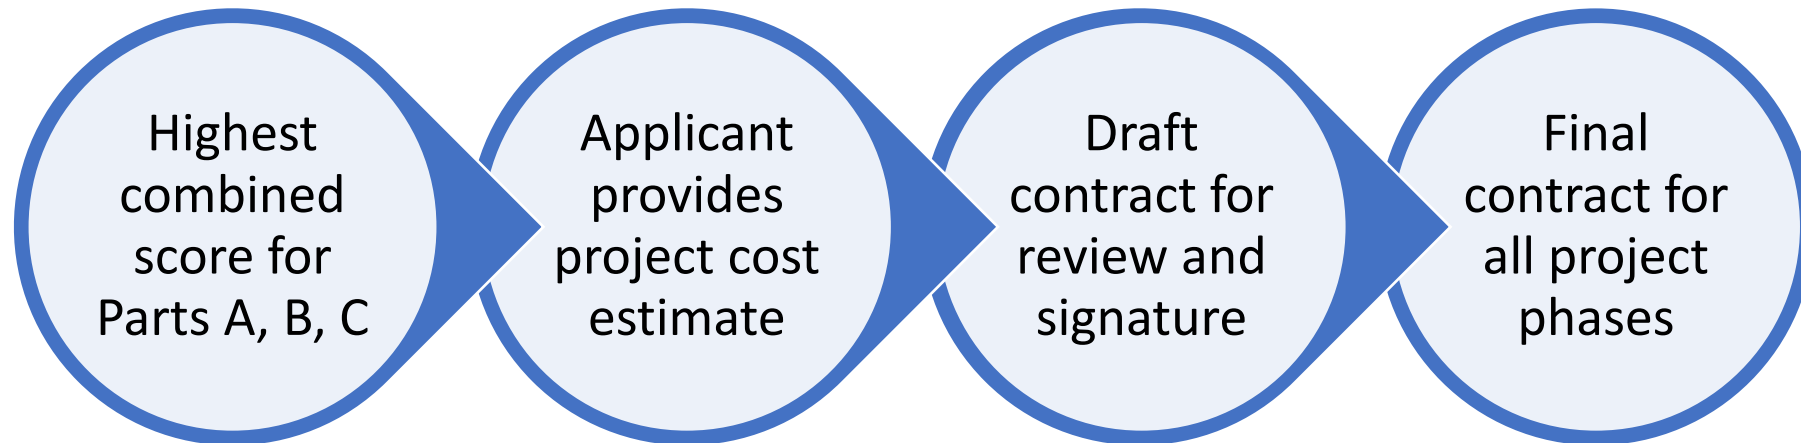 Highest
combined
score for
Parts A, B, C
Applicant
provides
project cost
estimate
Draft
contract for
review and
signature
Final
contract for
all project
phases